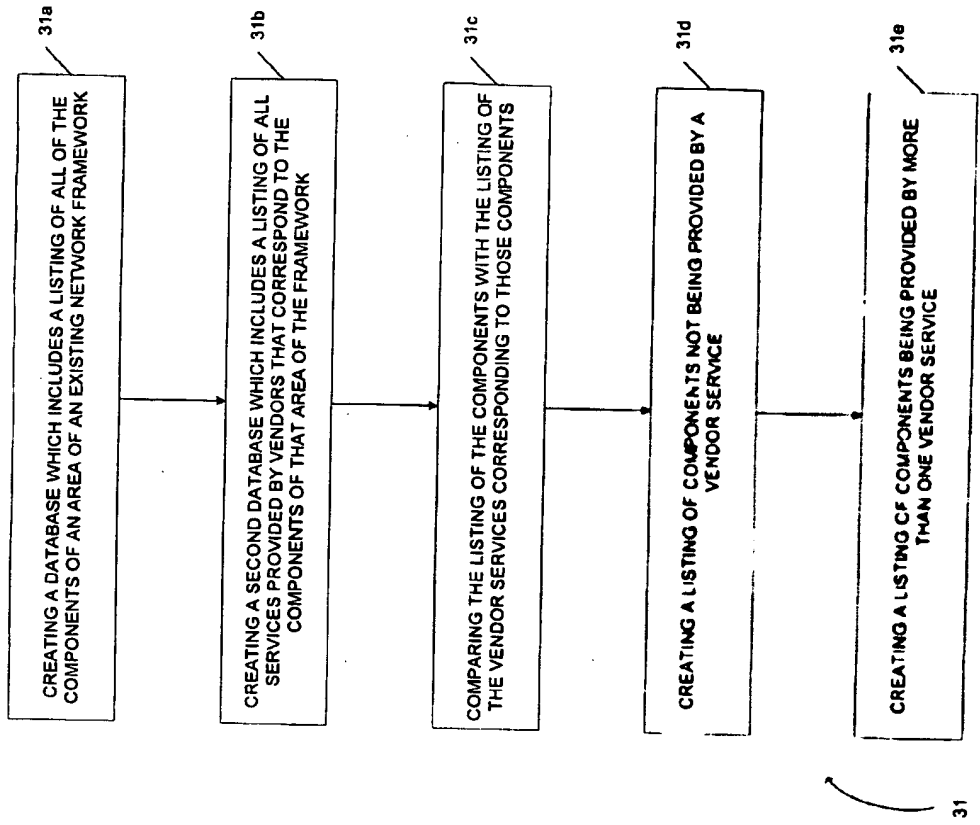 31a
CREATING A DATABASE WHICH INCLUDES A LISTING OF ALL OF THE
COMPONENTS OF AN AREA OF AN EXISTING NETWORK FRAMEWORK
31b
CREATING A SECOND DATABASE WHICH INCLUDES A LISTING OF ALL
SERVICES PROVIDED BY VENDORS THAT CORRESPOND TO THE
COMPONENTS OF THAT AREA OF THE FRAMEWORK
31c
COMPARING THE LISTING OF THE COMPONENTS WITH THE LISTING OF
THE VENDOR SERVICES CORRESPONDING TO THOSE COMPONENTS
31d
CREATING A LISTING OF COMPONENTS NOT BEING PROVIDED BY A
VENDOR SERVICE
31e
CREATING A LISTING OF COMPONENTS BEING PROVIDED BY MORE
THAN ONE VENDOR SERVICE
31